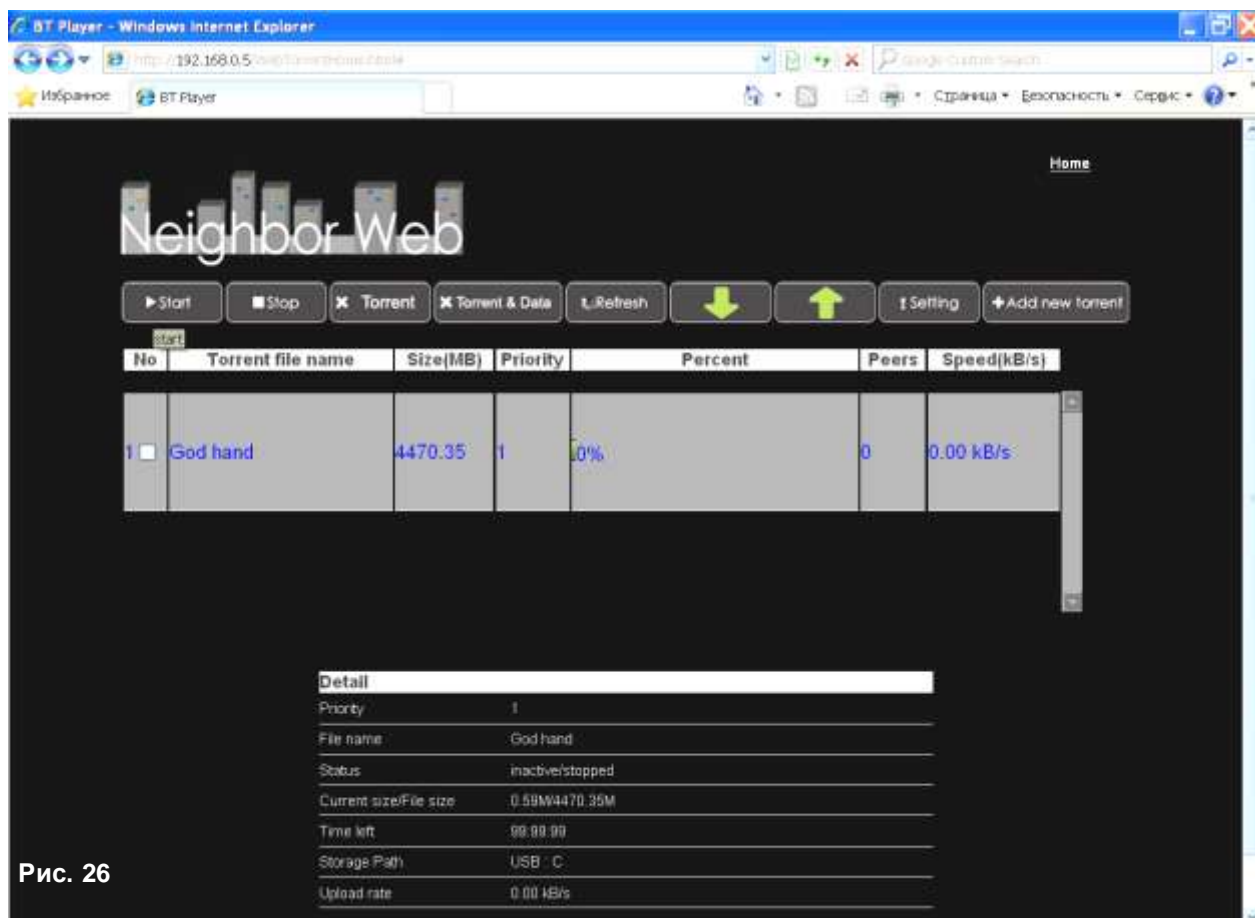 BT Player - Windows Internet Explorer
http://192.168.0.5
Избранное BT Player Страница Безопасность Сервис
Home
Neighbor Web
Start Stop Torrent Torrent & Data Refresh Setting Add new torrent
start
No Torrent file name Size(MB) Priority Percent Peers Speed(kB/s)
1 God hand 4470.35 1 0% 0 0.00 kB/s
Detail
Priority 1
File name God hand
Status inactive/stopped
Current size/File size 0.59M/4470.35M
Time left 99:99:99
Storage Path USB : C
Upload rate 0.00 kB/s
Рис. 26